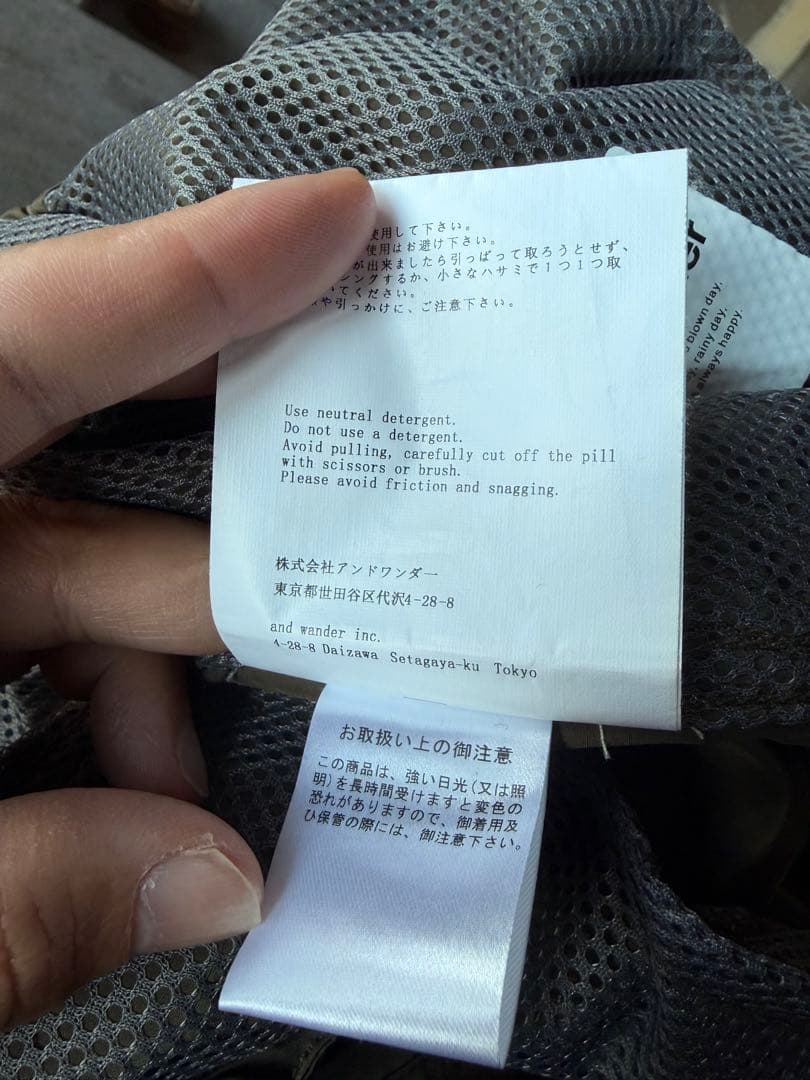 使用して下さい。
使用はお避け下さい。
が出来ましたら引っぱって取ろうとせず、
シングするか、小さなハサミで1つ1つ取
いてください。
や引っかけに、ご注意下さい。
Use neutral detergent.
Do not use a detergent.
Avoid pulling, carefully cut off the pill
with scissors or brush.
Please avoid friction and snagging.
株式会社アンドワンダー
東京都世田谷区代沢4-28-8
and wander inc.
4-28-8 Daizawa Setagaya-ku Tokyo
blown day.
rainy day.
always happy.
お取扱い上の御注意
この商品は、強い日光(又は照
明)を長時間受けますと変色の
恐れがありますので、御着用及
び保管の際には、御注意下さい。